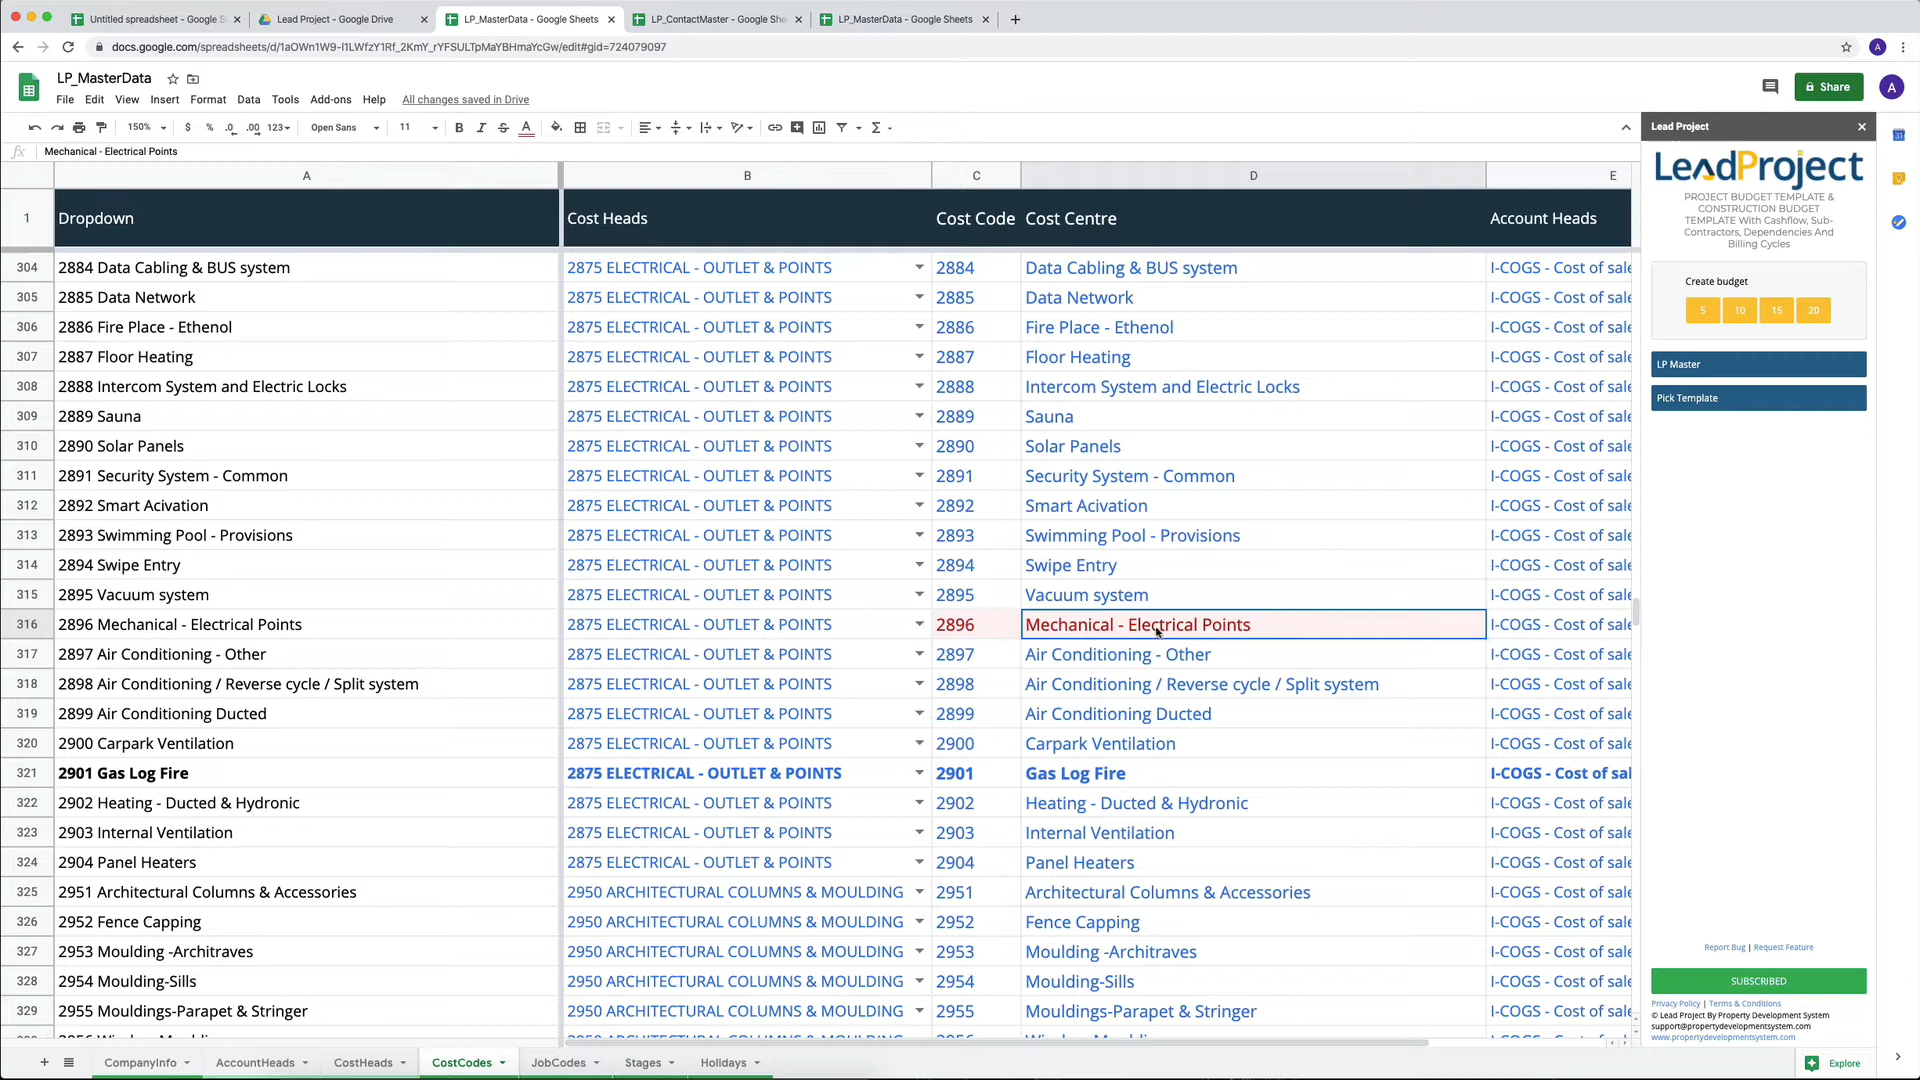 Untitled spreadsheet - Google S
Lead Project - Google Drive
LP_MasterData - Google Sheets
LP_ContactMaster - Google She
LP_MasterData - Google Sheets
docs.google.com/spreadsheets/d/1aOWn1W9-I1LWfzY1Rf_2KmY_rYFSULTpMaYBHmaYcGw/edit#gid=724079097
A
LP_MasterData
File Edit View Insert Format Data Tools Add-ons Help All changes saved in Drive
Share
A
150% $ % .0 .00 123 Open Sans 11 B I S A
fx Mechanical - Electrical Points
A B C D E
1 Dropdown Cost Heads Cost Code Cost Centre Account Heads
304 2884 Data Cabling & BUS system 2875 ELECTRICAL - OUTLET & POINTS 2884 Data Cabling & BUS system I-COGS - Cost of sale
305 2885 Data Network 2875 ELECTRICAL - OUTLET & POINTS 2885 Data Network I-COGS - Cost of sale
306 2886 Fire Place - Ethenol 2875 ELECTRICAL - OUTLET & POINTS 2886 Fire Place - Ethenol I-COGS - Cost of sale
307 2887 Floor Heating 2875 ELECTRICAL - OUTLET & POINTS 2887 Floor Heating I-COGS - Cost of sale
308 2888 Intercom System and Electric Locks 2875 ELECTRICAL - OUTLET & POINTS 2888 Intercom System and Electric Locks I-COGS - Cost of sale
309 2889 Sauna 2875 ELECTRICAL - OUTLET & POINTS 2889 Sauna I-COGS - Cost of sale
310 2890 Solar Panels 2875 ELECTRICAL - OUTLET & POINTS 2890 Solar Panels I-COGS - Cost of sale
311 2891 Security System - Common 2875 ELECTRICAL - OUTLET & POINTS 2891 Security System - Common I-COGS - Cost of sale
312 2892 Smart Acivation 2875 ELECTRICAL - OUTLET & POINTS 2892 Smart Acivation I-COGS - Cost of sale
313 2893 Swimming Pool - Provisions 2875 ELECTRICAL - OUTLET & POINTS 2893 Swimming Pool - Provisions I-COGS - Cost of sale
314 2894 Swipe Entry 2875 ELECTRICAL - OUTLET & POINTS 2894 Swipe Entry I-COGS - Cost of sale
315 2895 Vacuum system 2875 ELECTRICAL - OUTLET & POINTS 2895 Vacuum system I-COGS - Cost of sale
316 2896 Mechanical - Electrical Points 2875 ELECTRICAL - OUTLET & POINTS 2896 Mechanical - Electrical Points I-COGS - Cost of sale
317 2897 Air Conditioning - Other 2875 ELECTRICAL - OUTLET & POINTS 2897 Air Conditioning - Other I-COGS - Cost of sale
318 2898 Air Conditioning / Reverse cycle / Split system 2875 ELECTRICAL - OUTLET & POINTS 2898 Air Conditioning / Reverse cycle / Split system I-COGS - Cost of sale
319 2899 Air Conditioning Ducted 2875 ELECTRICAL - OUTLET & POINTS 2899 Air Conditioning Ducted I-COGS - Cost of sale
320 2900 Carpark Ventilation 2875 ELECTRICAL - OUTLET & POINTS 2900 Carpark Ventilation I-COGS - Cost of sale
321 2901 Gas Log Fire 2875 ELECTRICAL - OUTLET & POINTS 2901 Gas Log Fire I-COGS - Cost of sal
322 2902 Heating - Ducted & Hydronic 2875 ELECTRICAL - OUTLET & POINTS 2902 Heating - Ducted & Hydronic I-COGS - Cost of sale
323 2903 Internal Ventilation 2875 ELECTRICAL - OUTLET & POINTS 2903 Internal Ventilation I-COGS - Cost of sale
324 2904 Panel Heaters 2875 ELECTRICAL - OUTLET & POINTS 2904 Panel Heaters I-COGS - Cost of sale
325 2951 Architectural Columns & Accessories 2950 ARCHITECTURAL COLUMNS & MOULDING 2951 Architectural Columns & Accessories I-COGS - Cost of sale
326 2952 Fence Capping 2950 ARCHITECTURAL COLUMNS & MOULDING 2952 Fence Capping I-COGS - Cost of sale
327 2953 Moulding -Architraves 2950 ARCHITECTURAL COLUMNS & MOULDING 2953 Moulding -Architraves I-COGS - Cost of sale
328 2954 Moulding-Sills 2950 ARCHITECTURAL COLUMNS & MOULDING 2954 Moulding-Sills I-COGS - Cost of sale
329 2955 Mouldings-Parapet & Stringer 2950 ARCHITECTURAL COLUMNS & MOULDING 2955 Mouldings-Parapet & Stringer I-COGS - Cost of sale
CompanyInfo AccountHeads CostHeads CostCodes JobCodes Stages Holidays
Explore
Lead Project
LeadProject
PROJECT BUDGET TEMPLATE &
CONSTRUCTION BUDGET
TEMPLATE With Cashflow, Sub-
Contractors, Dependencies And
Billing Cycles
Create budget
5 10 15 20
LP Master
Pick Template
Report Bug | Request Feature
SUBSCRIBED
Privacy Policy | Terms & Conditions
© Lead Project By Property Development System
support@propertydevelopmentsystem.com
www.propertydevelopmentsystem.com
31